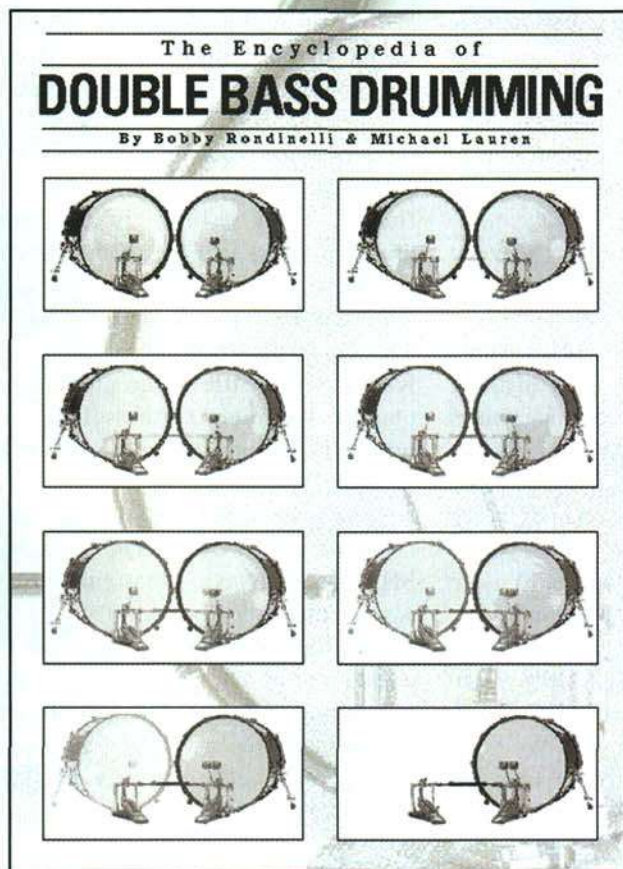 The Encyclopedia of
DOUBLE BASS DRUMMING
By Bobby Rondinelli & Michael Lauren